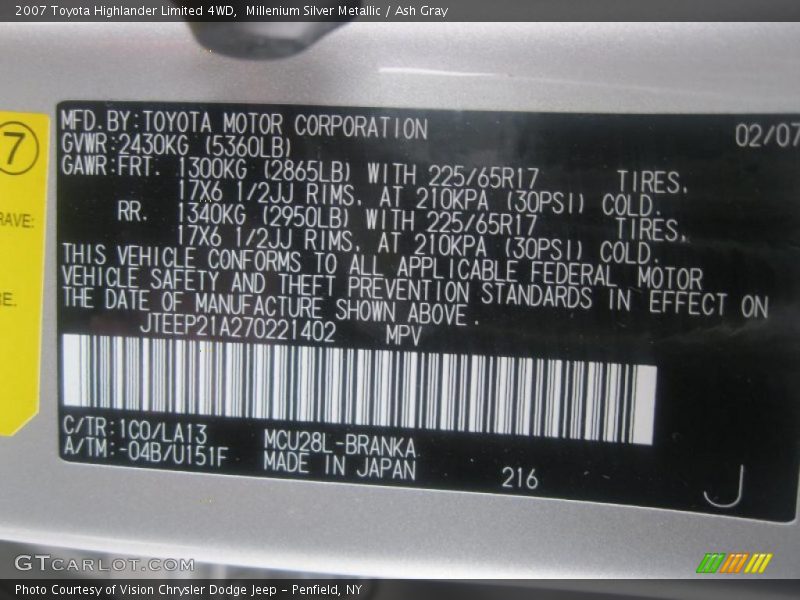 2007 Toyota Highlander Limited 4WD,  Millenium Silver Metallic / Ash Gray
7
RAVE:
E.
MFD. BY: TOYOTA MOTOR CORPORATION 02/07
GVWR: 2430KG (5360LB)
GAWR: FRT. 1300KG (2865LB) WITH 225/65R17 TIRES,
17X6 1/2JJ RIMS, AT 210KPA (30PSI) COLD.
RR. 1340KG (2950LB) WITH 225/65R17 TIRES,
17X6 1/2JJ RIMS, AT 210KPA (30PSI) COLD.
THIS VEHICLE CONFORMS TO ALL APPLICABLE FEDERAL MOTOR
VEHICLE SAFETY AND THEFT PREVENTION STANDARDS IN EFFECT ON
THE DATE OF MANUFACTURE SHOWN ABOVE.
JTEEP21A270221402 MPV
C/TR: 1C0/LA13 MCU28L-BRANKA
A/TM: -04B/U151F MADE IN JAPAN 216 J
GTCARLOT.COM
Photo Courtesy of Vision Chrysler Dodge Jeep – Penfield, NY